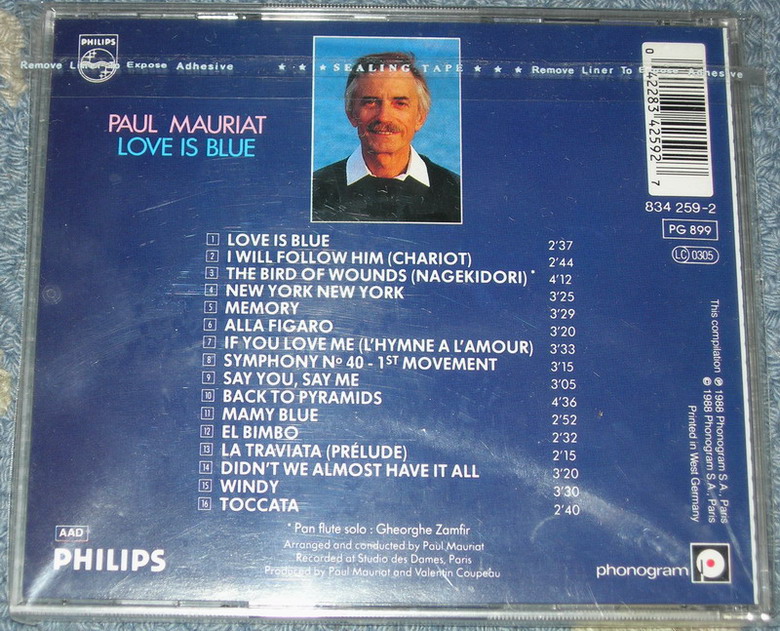 PHILIPS
Remove Liner To Expose Adhesive ★ ★ ★ SEALING TAPE ★ ★ ★ Remove Liner To Expose Adhesive
PAUL MAURIAT
LOVE IS BLUE
0 42283 42592 7
834 259-2
PG 899
LC 0305
1 LOVE IS BLUE 2'37
2 I WILL FOLLOW HIM (CHARIOT) 2'44
3 THE BIRD OF WOUNDS (NAGEKIDORI) * 4'12
4 NEW YORK NEW YORK 3'25
5 MEMORY 3'29
6 ALLA FIGARO 3'20
7 IF YOU LOVE ME (L'HYMNE A L'AMOUR) 3'33
8 SYMPHONY Nº 40 - 1ST MOVEMENT 3'15
9 SAY YOU, SAY ME 3'05
10 BACK TO PYRAMIDS 4'36
11 MAMY BLUE 2'52
12 EL BIMBO 2'32
13 LA TRAVIATA (PRÉLUDE) 2'15
14 DIDN'T WE ALMOST HAVE IT ALL 3'20
15 WINDY 3'30
16 TOCCATA 2'40
* Pan flute solo : Gheorghe Zamfir
Arranged and conducted by Paul Mauriat
Recorded at Studio des Dames, Paris
Produced by Paul Mauriat and Valentin Coupeau
This compilation ℗ 1988 Phonogram S.A., Paris
© 1988 Phonogram S.A., Paris
Printed in West Germany
AAD
PHILIPS
phonogram